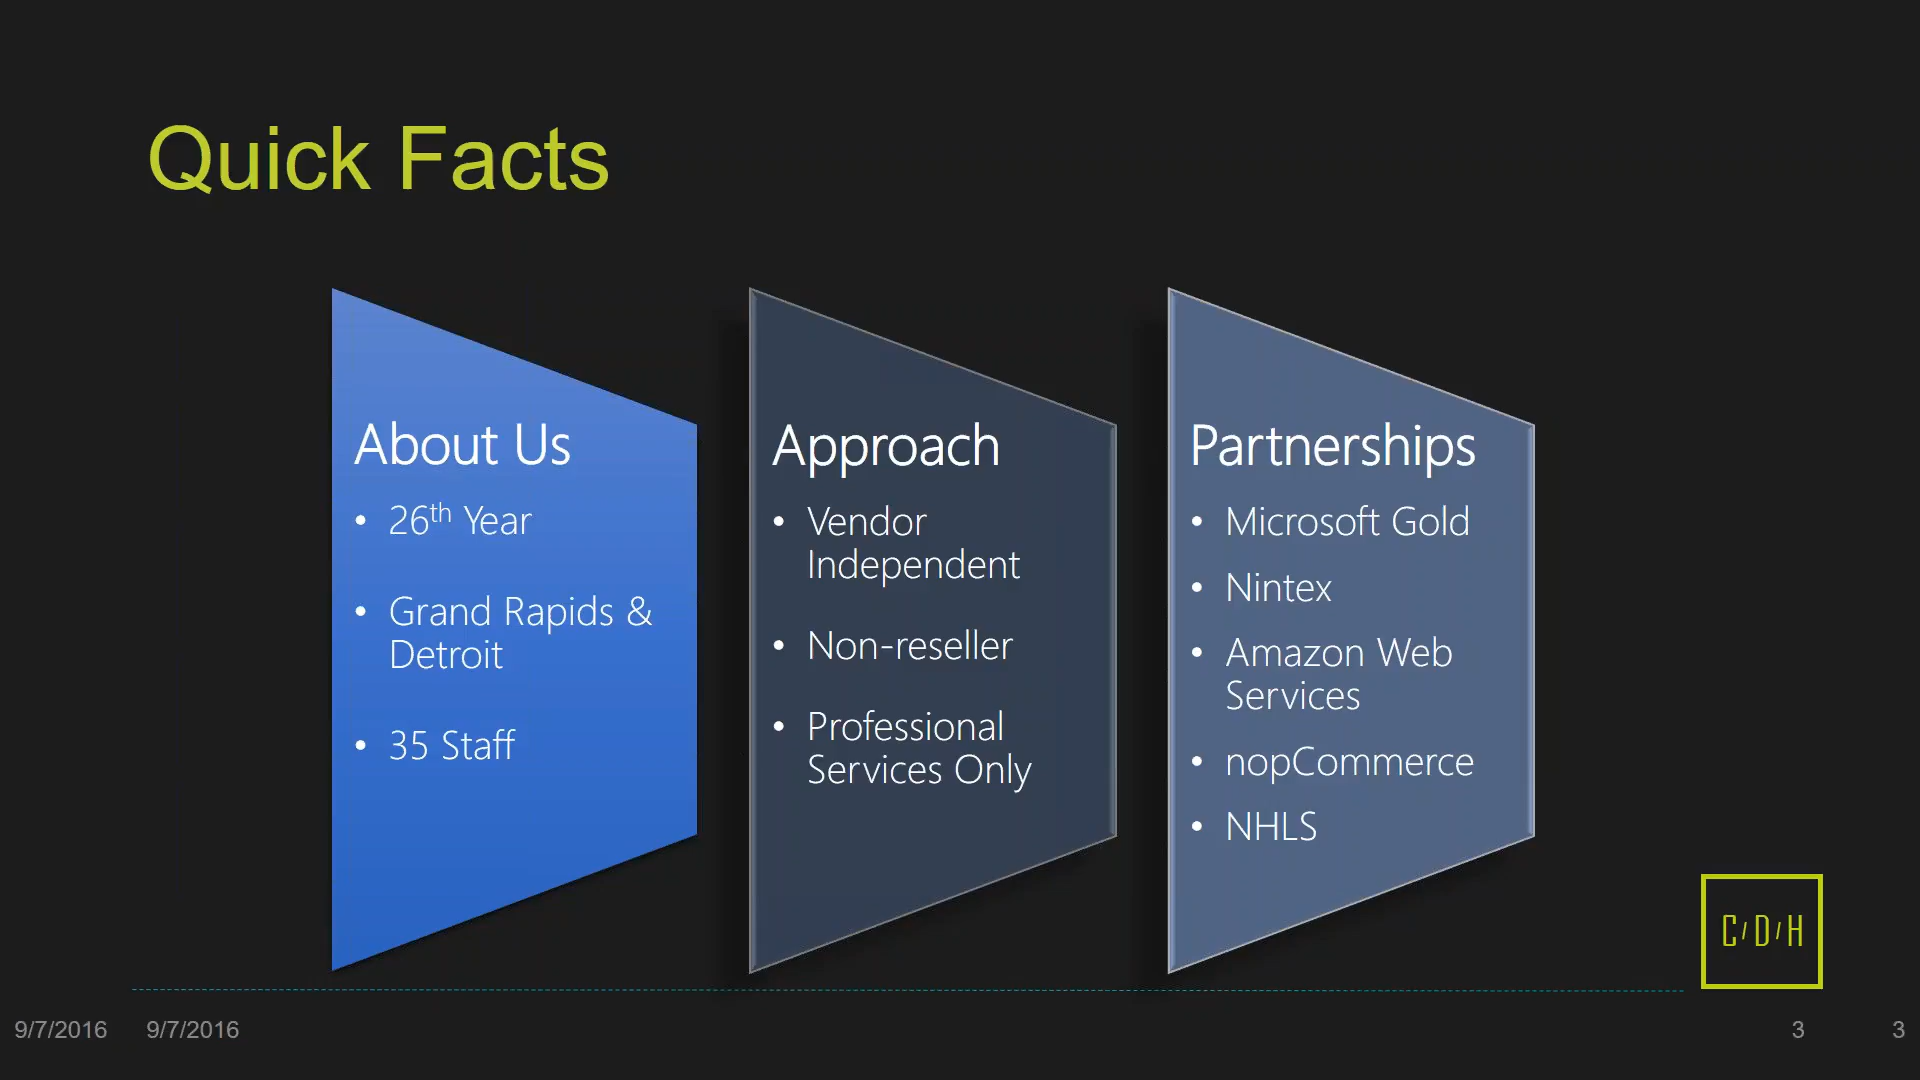 Quick Facts
About Us
• 26th Year
• Grand Rapids &
Detroit
• 35 Staff
Approach
• Vendor
Independent
• Non-reseller
• Professional
Services Only
Partnerships
• Microsoft Gold
• Nintex
• Amazon Web
Services
• nopCommerce
• NHLS
C/D/H
9/7/2016 9/7/2016 3 3